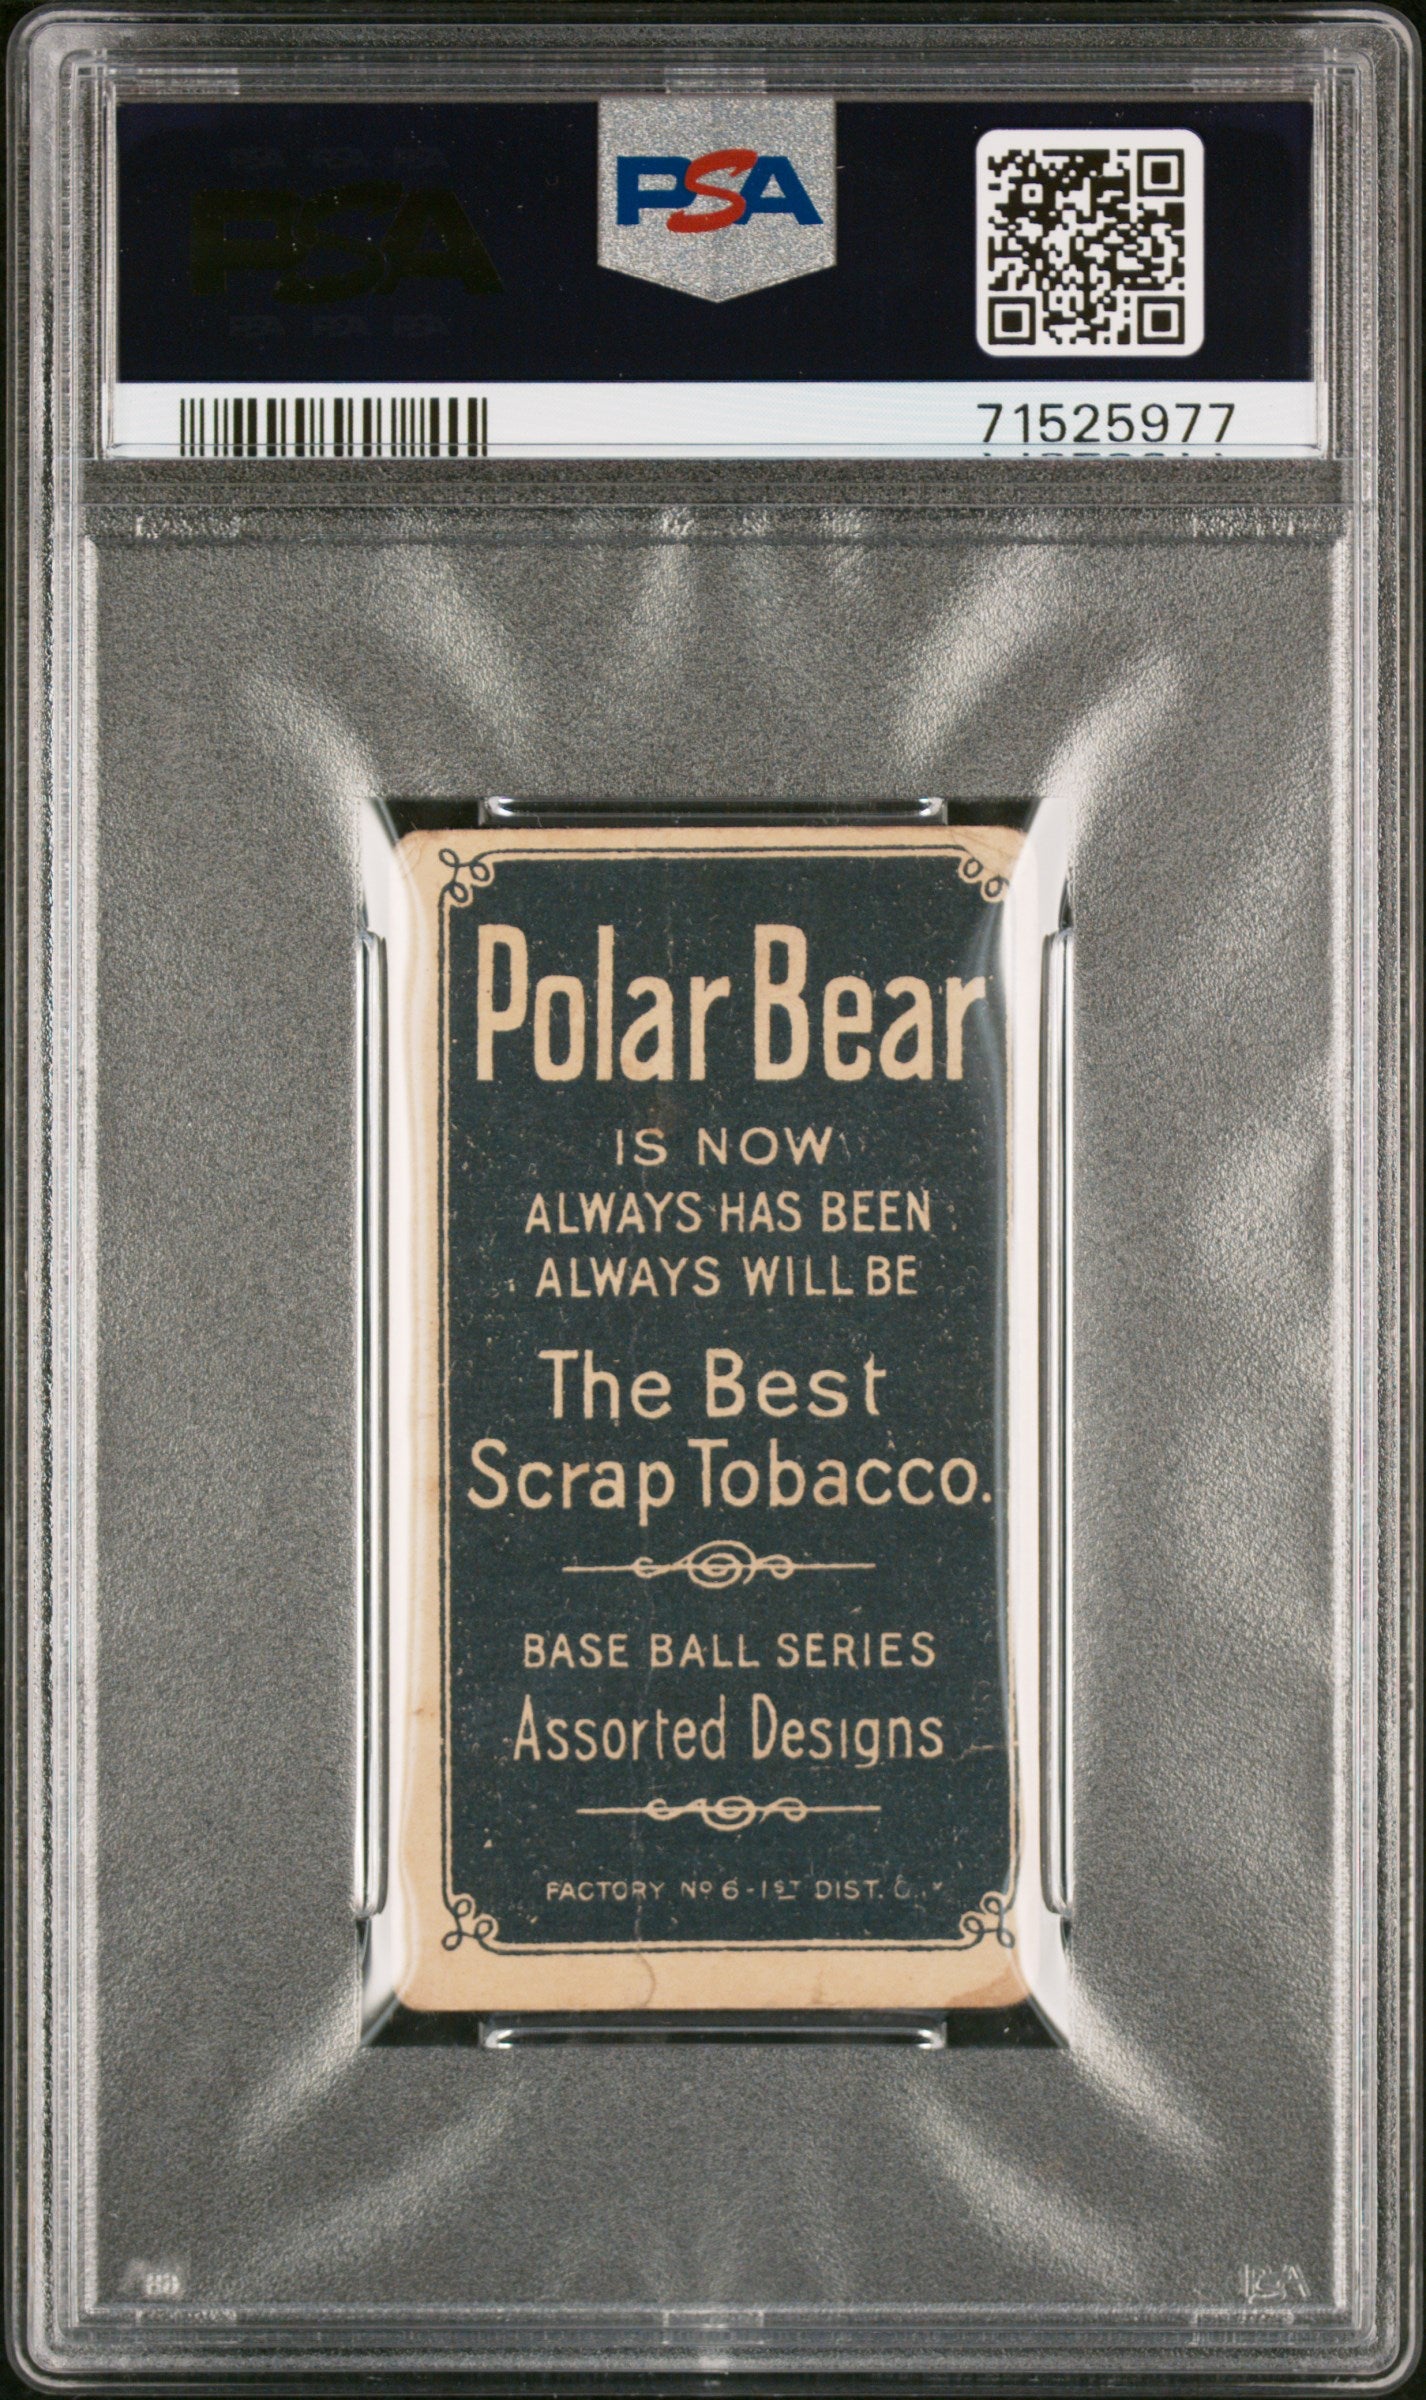 PSA
71525977
Polar Bear
IS NOW
ALWAYS HAS BEEN
ALWAYS WILL BE
The Best
Scrap Tobacco.
BASE BALL SERIES
Assorted Designs
FACTORY Nº 6-1ST DIST.
PSA